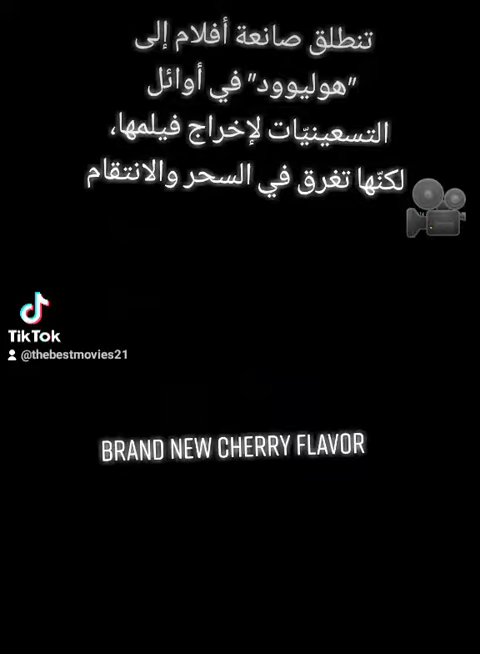 تنطلق صانعة أفلام إلى
"هوليوود" في أوائل
التسعينيّات لإخراج فيلمها،
لكنّها تغرق في السحر والانتقام
TikTok
@thebestmovies21
BRAND NEW CHERRY FLAVOR